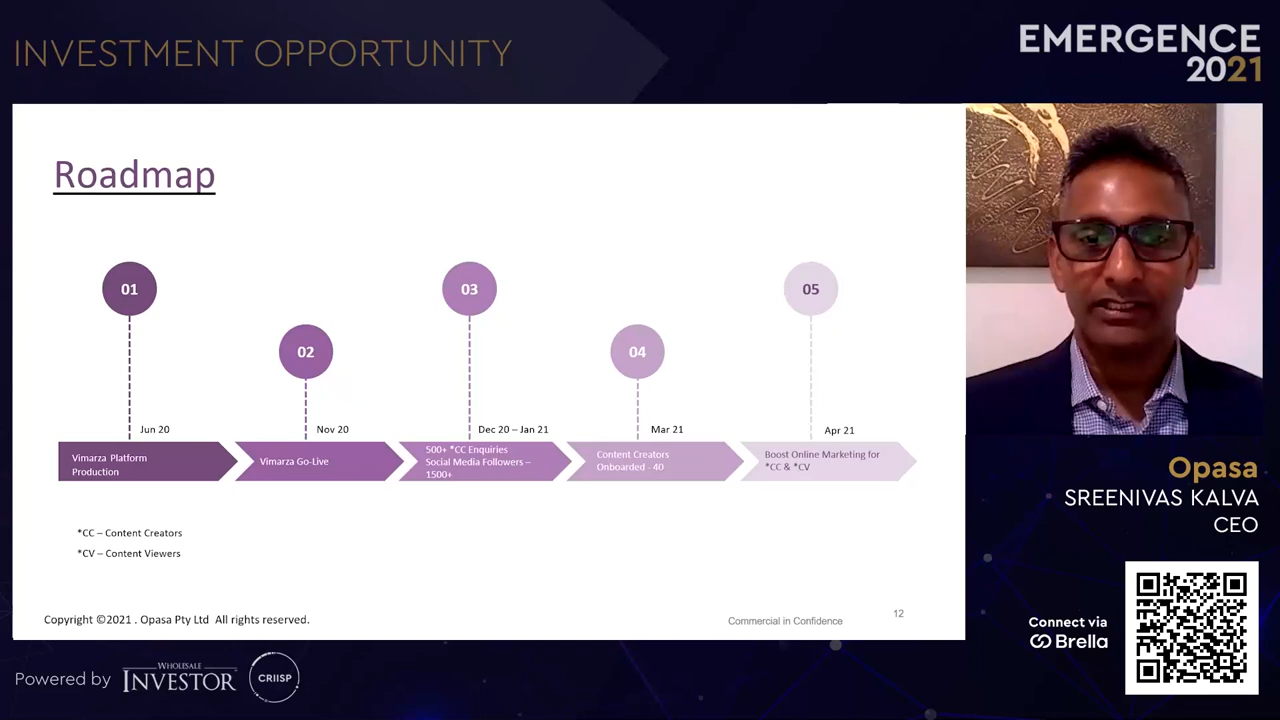 INVESTMENT OPPORTUNITY
EMERGENCE
2021
Roadmap
01
02
03
04
05
Jun 20
Nov 20
Dec 20 – Jan 21
Mar 21
Apr 21
Vimarza Platform
Production
Vimarza Go-Live
500+ *CC Enquiries
Social Media Followers –
1500+
Content Creators
Onboarded - 40
Boost Online Marketing for
*CC & *CV
*CC – Content Creators
*CV – Content Viewers
Copyright ©2021 . Opasa Pty Ltd  All rights reserved.
Commercial in Confidence
12
Opasa
SREENIVAS KALVA
CEO
Connect via
Brella
Powered by
WHOLESALE
INVESTOR
CRIISP